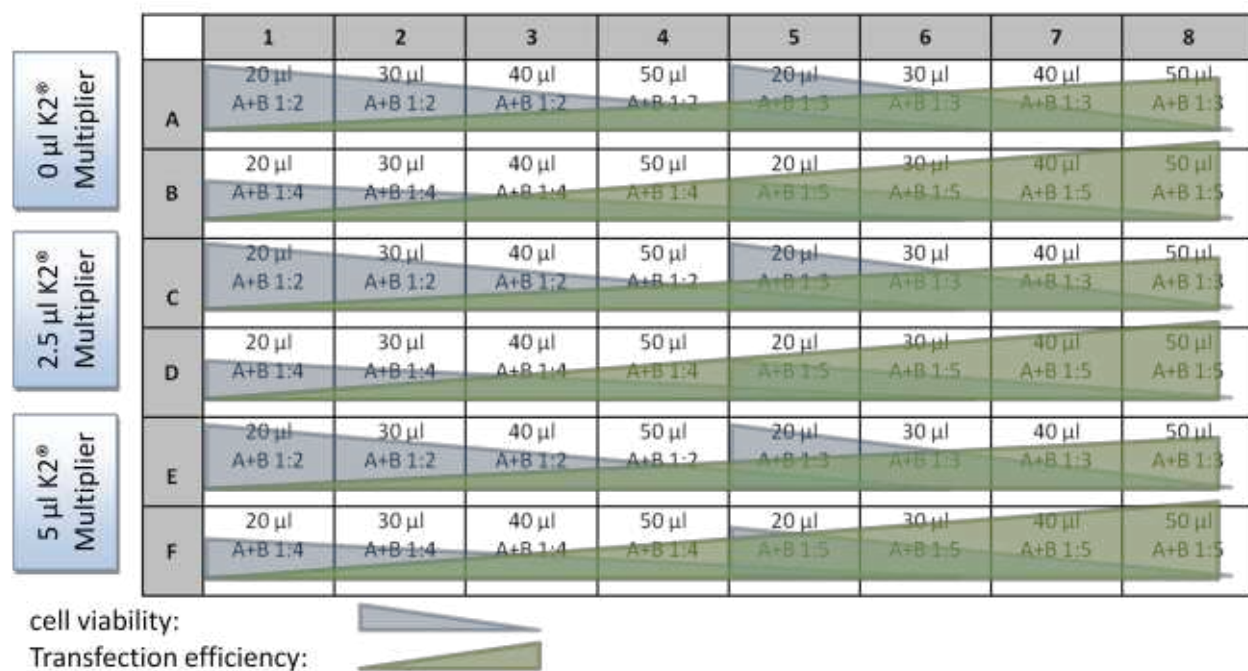 1 2 3 4 5 6 7 8
0 µl K2®
Multiplier
A
20 µl 30 µl 40 µl 50 µl 20 µl 30 µl 40 µl 50 µl
A+B 1:2 A+B 1:2 A+B 1:2 A+B 1:2 A+B 1:3 A+B 1:3 A+B 1:3 A+B 1:3
B
20 µl 30 µl 40 µl 50 µl 20 µl 30 µl 40 µl 50 µl
A+B 1:4 A+B 1:4 A+B 1:4 A+B 1:4 A+B 1:5 A+B 1:5 A+B 1:5 A+B 1:5
2.5 µl K2®
Multiplier
C
20 µl 30 µl 40 µl 50 µl 20 µl 30 µl 40 µl 50 µl
A+B 1:2 A+B 1:2 A+B 1:2 A+B 1:2 A+B 1:3 A+B 1:3 A+B 1:3 A+B 1:3
D
20 µl 30 µl 40 µl 50 µl 20 µl 30 µl 40 µl 50 µl
A+B 1:4 A+B 1:4 A+B 1:4 A+B 1:4 A+B 1:5 A+B 1:5 A+B 1:5 A+B 1:5
5 µl K2®
Multiplier
E
20 µl 30 µl 40 µl 50 µl 20 µl 30 µl 40 µl 50 µl
A+B 1:2 A+B 1:2 A+B 1:2 A+B 1:2 A+B 1:3 A+B 1:3 A+B 1:3 A+B 1:3
F
20 µl 30 µl 40 µl 50 µl 20 µl 30 µl 40 µl 50 µl
A+B 1:4 A+B 1:4 A+B 1:4 A+B 1:4 A+B 1:5 A+B 1:5 A+B 1:5 A+B 1:5
cell viability:
Transfection efficiency: